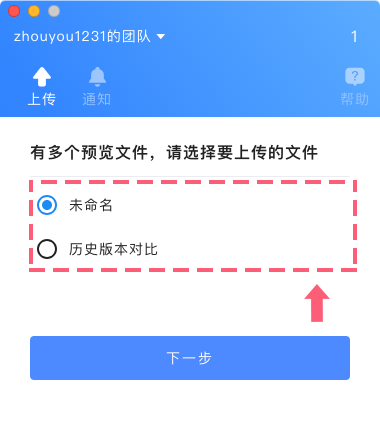 zhouyou1231的团队
1
上传
通知
?
帮助
有多个预览文件，请选择要上传的文件
未命名
历史版本对比
下一步